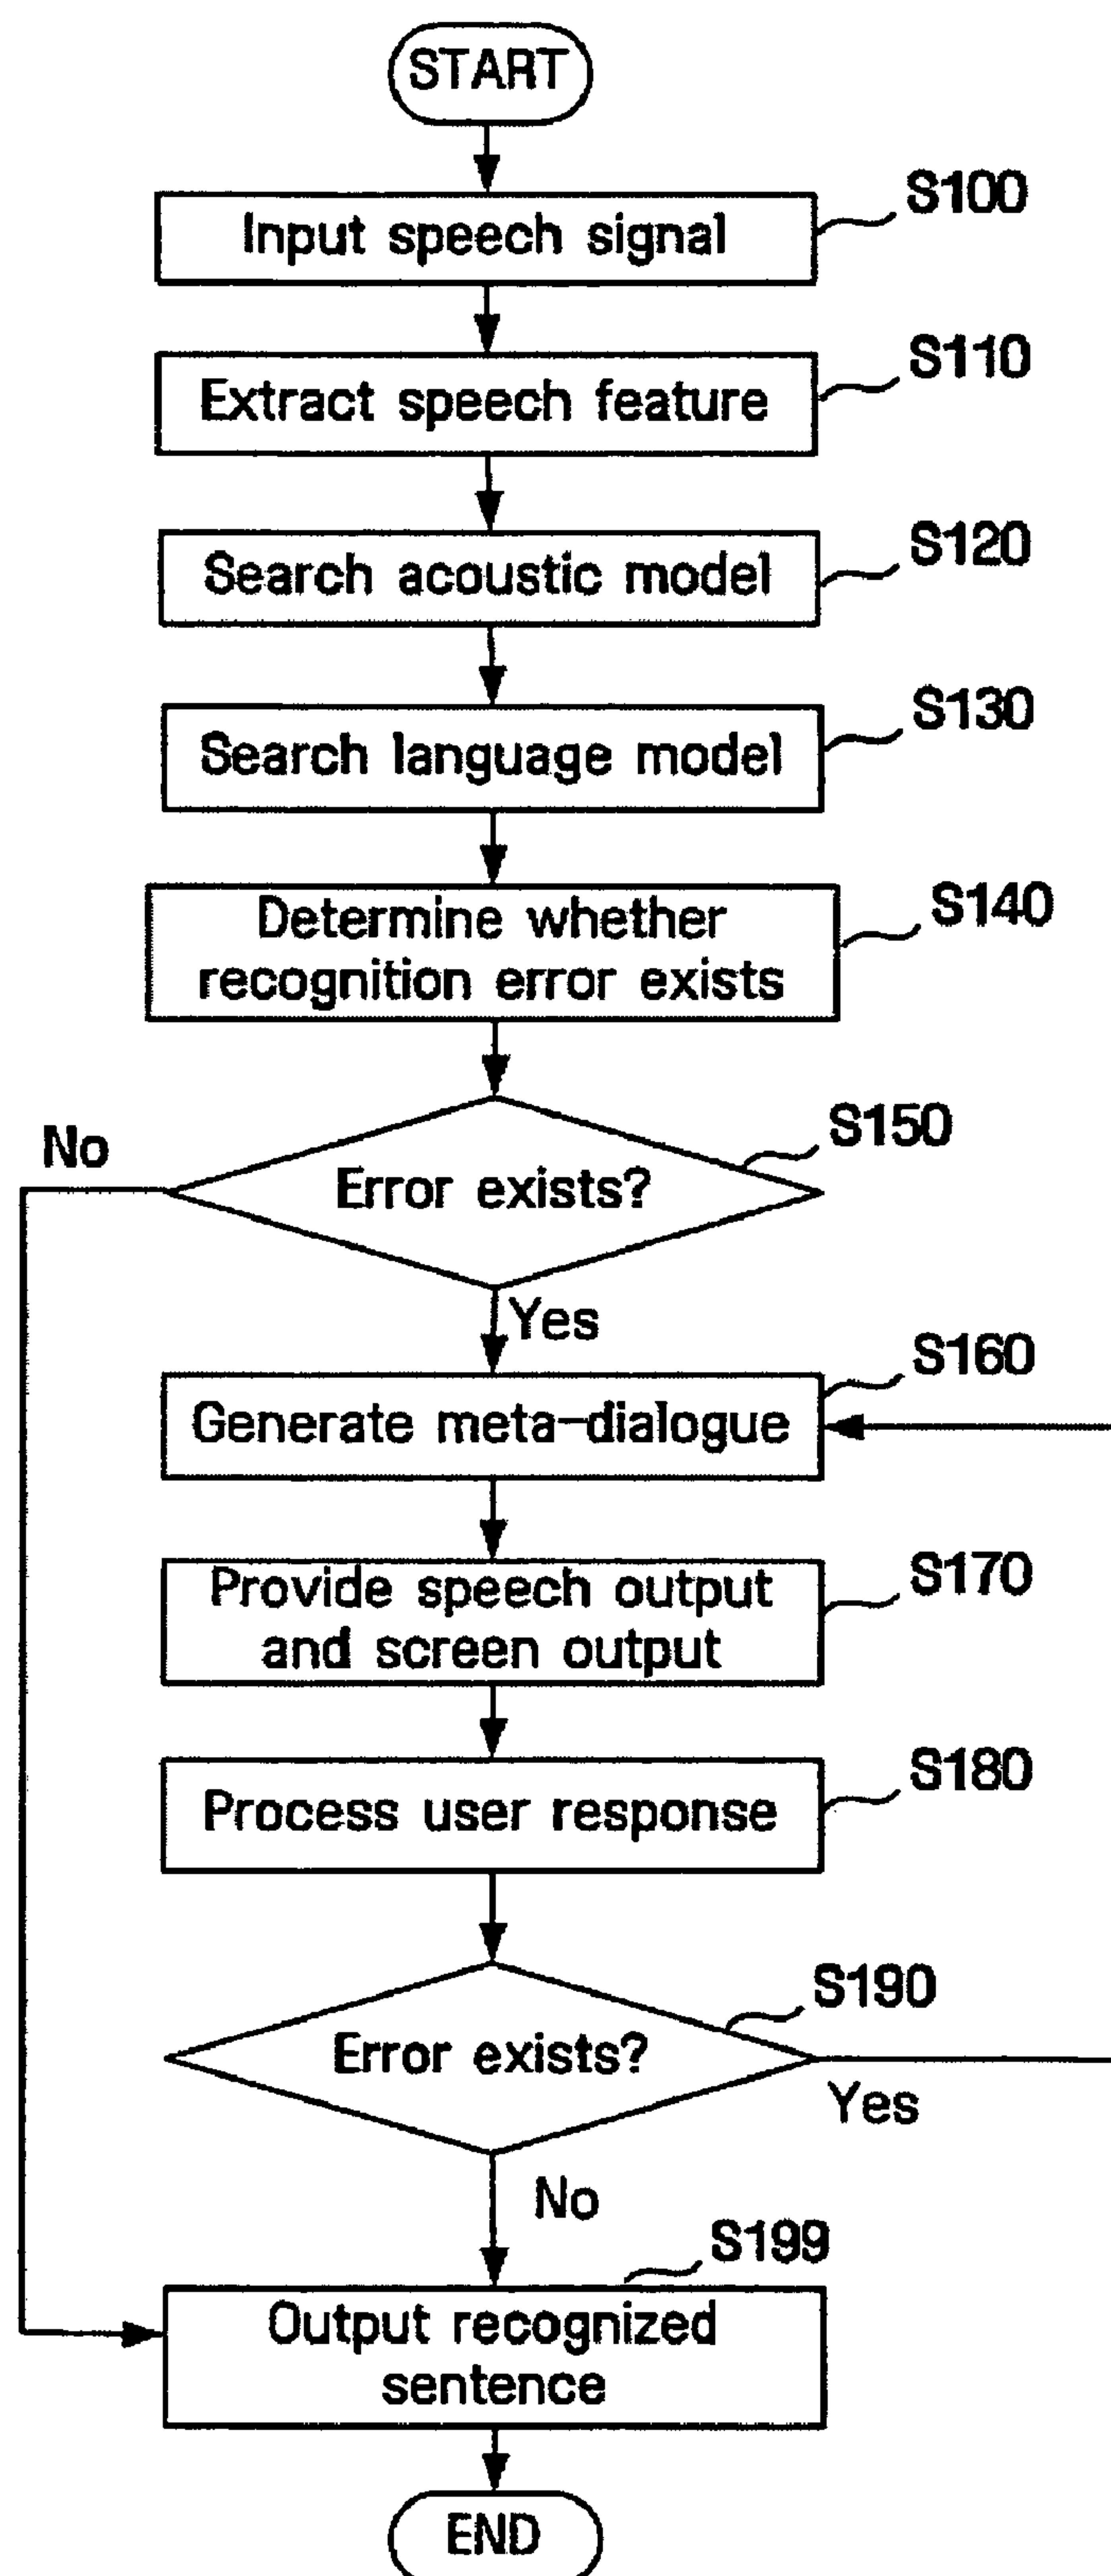 START
S100
Input speech signal
S110
Extract speech feature
S120
Search acoustic model
S130
Search language model
S140
Determine whether
recognition error exists
S150
No
Error exists?
Yes
S160
Generate meta-dialogue
S170
Provide speech output
and screen output
S180
Process user response
S190
Error exists?
Yes
No
S199
Output recognized
sentence
END